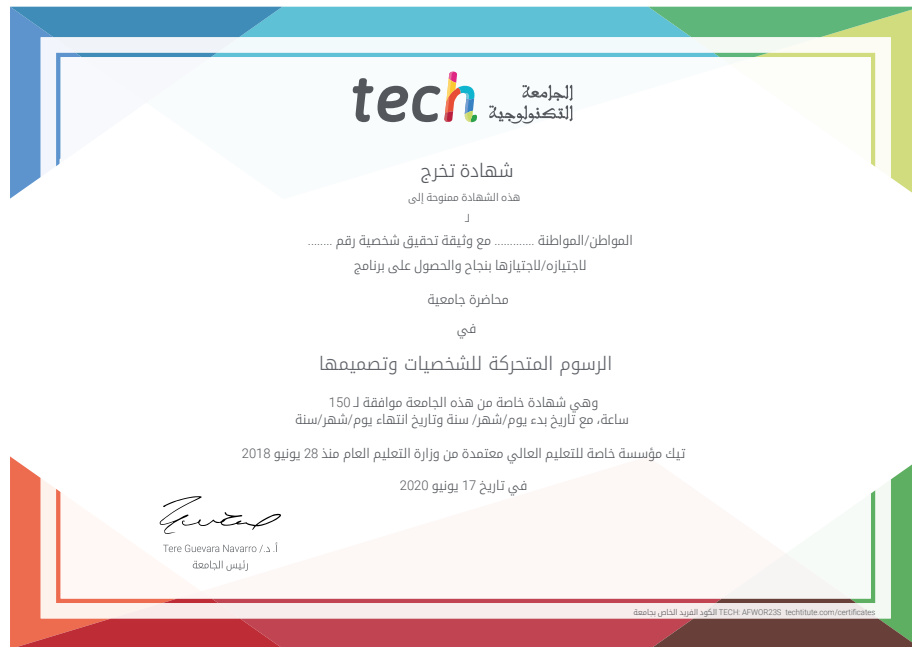 tech الجامعة
التكنولوجية
شهادة تخرج
هذه الشهادة ممنوحة إلى
لـ
المواطن/المواطنة ............ مع وثيقة تحقيق شخصية رقم ........
لاجتيازه/لاجتيازها بنجاح والحصول على برنامج
محاضرة جامعية
في
الرسوم المتحركة للشخصيات وتصميمها
وهي شهادة خاصة من هذه الجامعة موافقة لـ 150
ساعة، مع تاريخ بدء يوم/شهر/ سنة وتاريخ انتهاء يوم/شهر/سنة
تيك مؤسسة خاصة للتعليم العالي معتمدة من وزارة التعليم العام منذ 28 يونيو 2018
في تاريخ 17 يونيو 2020
أ. د./ Tere Guevara Navarro
رئيس الجامعة
الكود الفريد الخاص بجامعة TECH: AFWOR23S techtitute.com/certificates